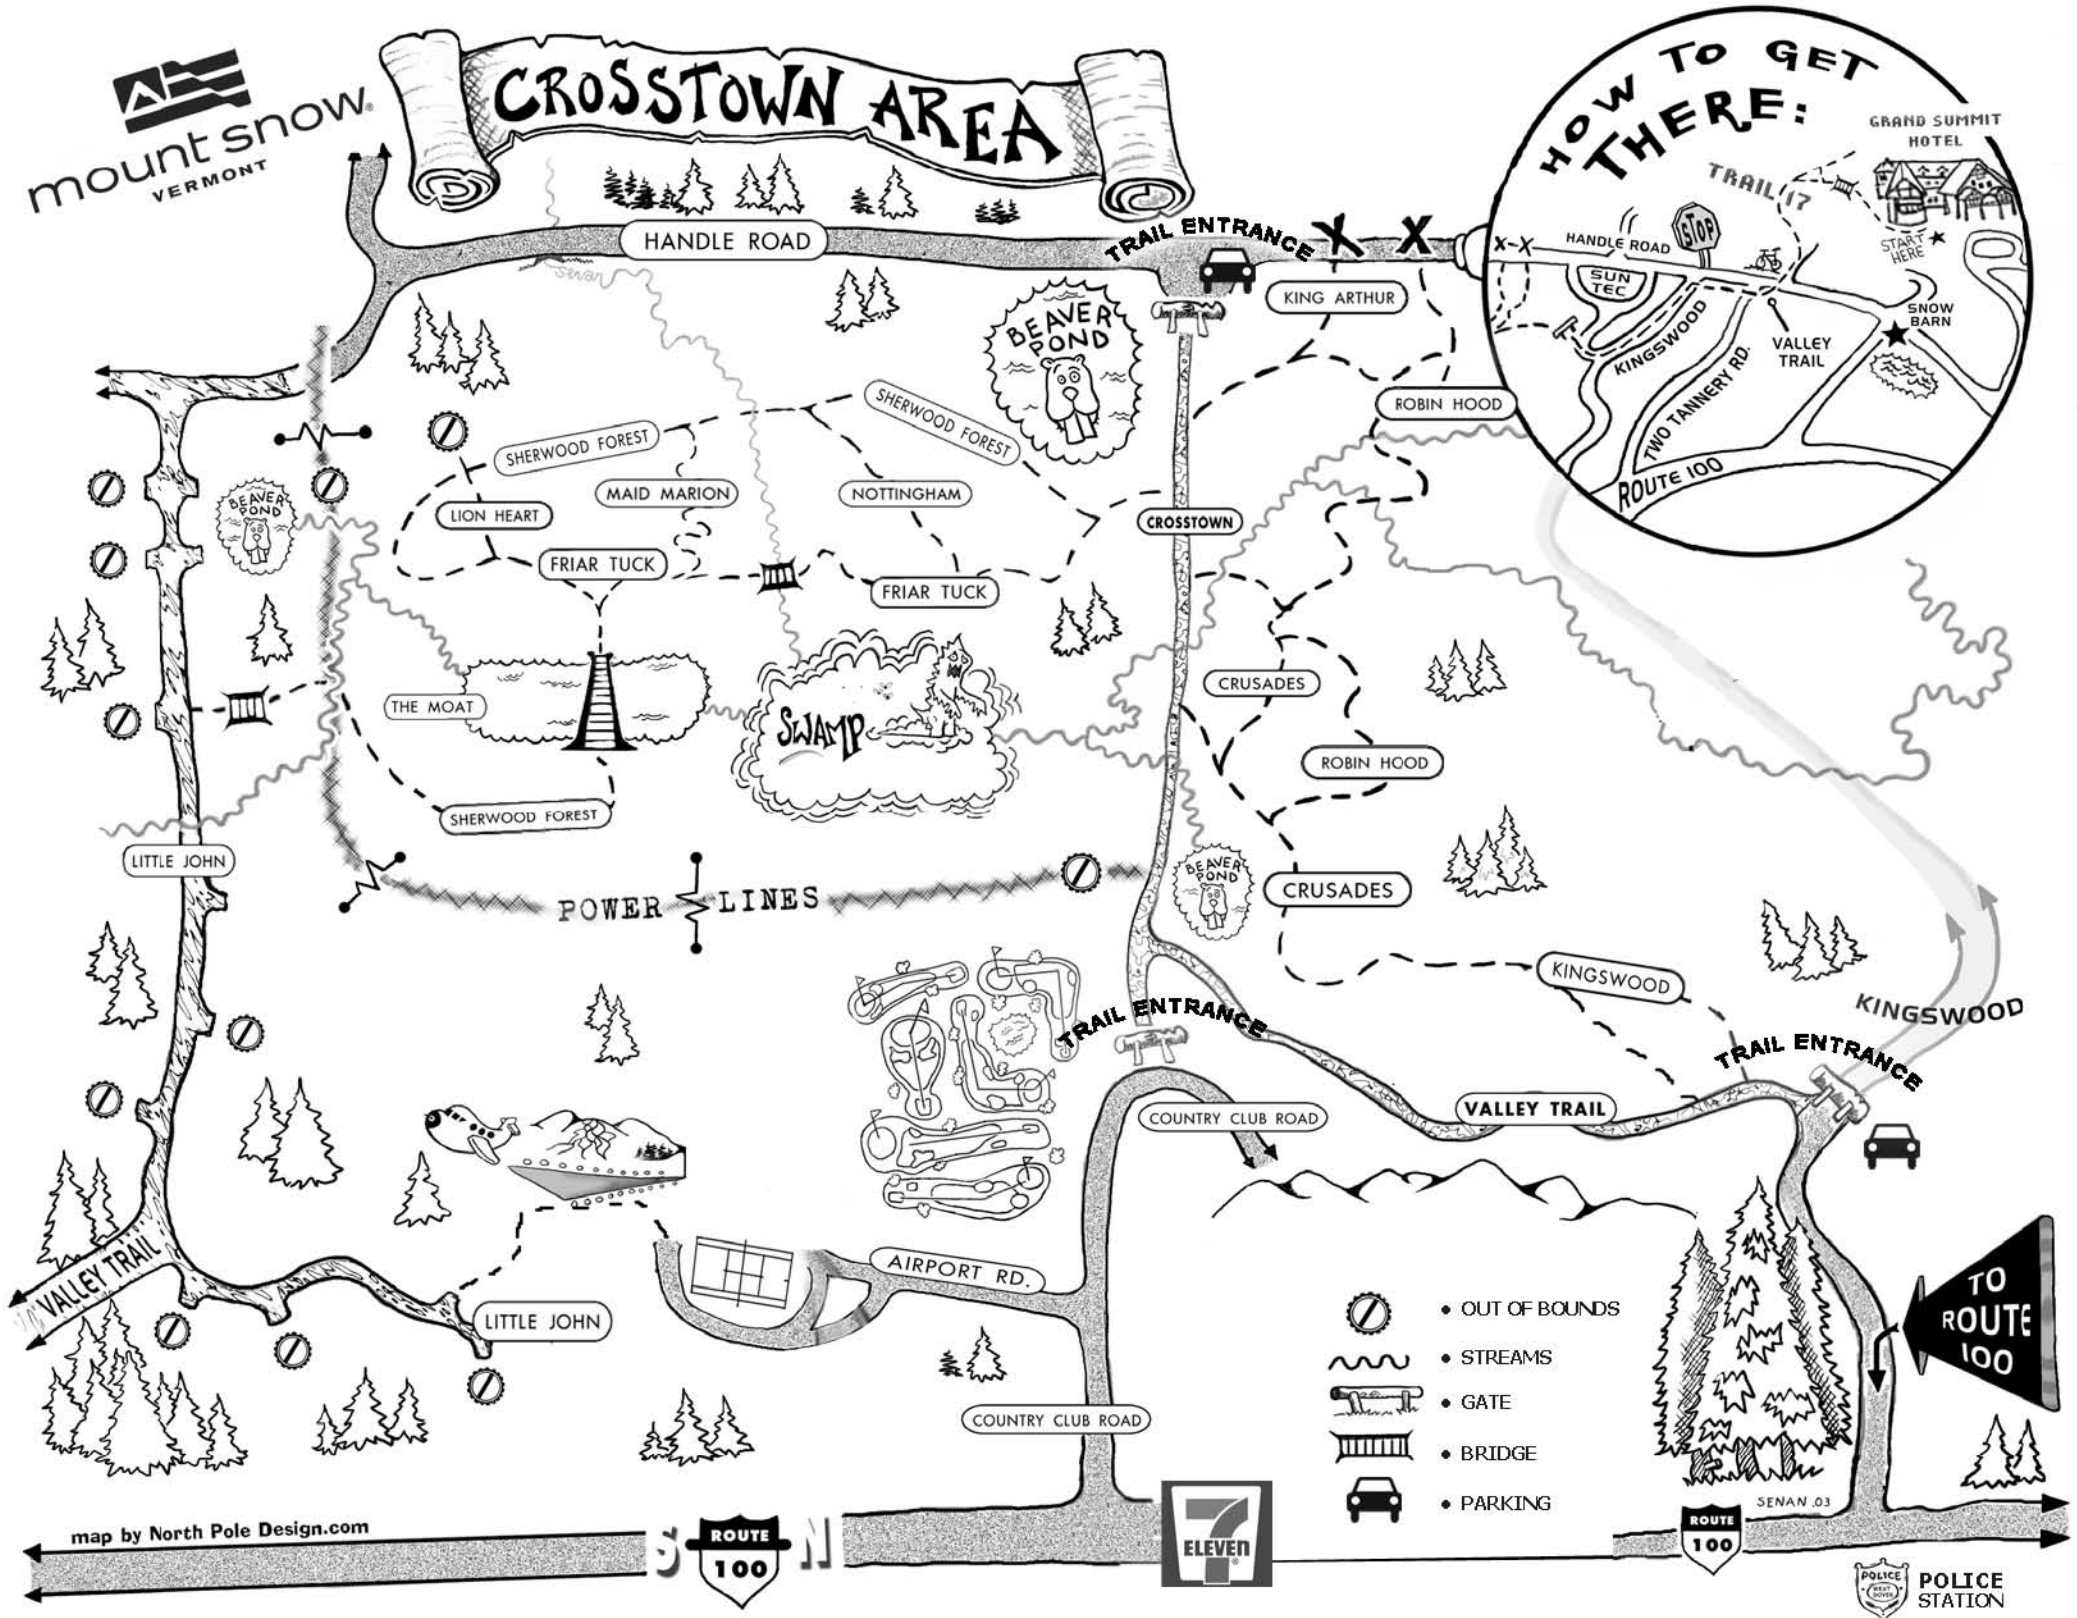 mount snow®
VERMONT
CROSSTOWN AREA
HOW TO GET
THERE:
GRAND SUMMIT
HOTEL
TRAIL 17
START
HERE
X-X
HANDLE ROAD
STOP
SUN
TEC
SNOW
BARN
KINGSWOOD
TWO TANNERY RD.
VALLEY
TRAIL
ROUTE 100
HANDLE ROAD
TRAIL ENTRANCE
X X
Senan
KING ARTHUR
BEAVER
POND
ROBIN HOOD
SHERWOOD FOREST
SHERWOOD FOREST
LION HEART
MAID MARION
NOTTINGHAM
BEAVER
POND
CROSSTOWN
FRIAR TUCK
FRIAR TUCK
CRUSADES
THE MOAT
SWAMP
ROBIN HOOD
SHERWOOD FOREST
LITTLE JOHN
BEAVER
POND
CRUSADES
POWER LINES
KINGSWOOD
KINGSWOOD
TRAIL ENTRANCE
TRAIL ENTRANCE
COUNTRY CLUB ROAD
VALLEY TRAIL
VALLEY TRAIL
AIRPORT RD.
LITTLE JOHN
TO
ROUTE
100
• OUT OF BOUNDS
• STREAMS
• GATE
• BRIDGE
• PARKING
COUNTRY CLUB ROAD
SENAN .03
map by North Pole Design.com
S
ROUTE
100
N
7
ELEVEn
®
ROUTE
100
POLICE
WEST
DOVER
POLICE
STATION